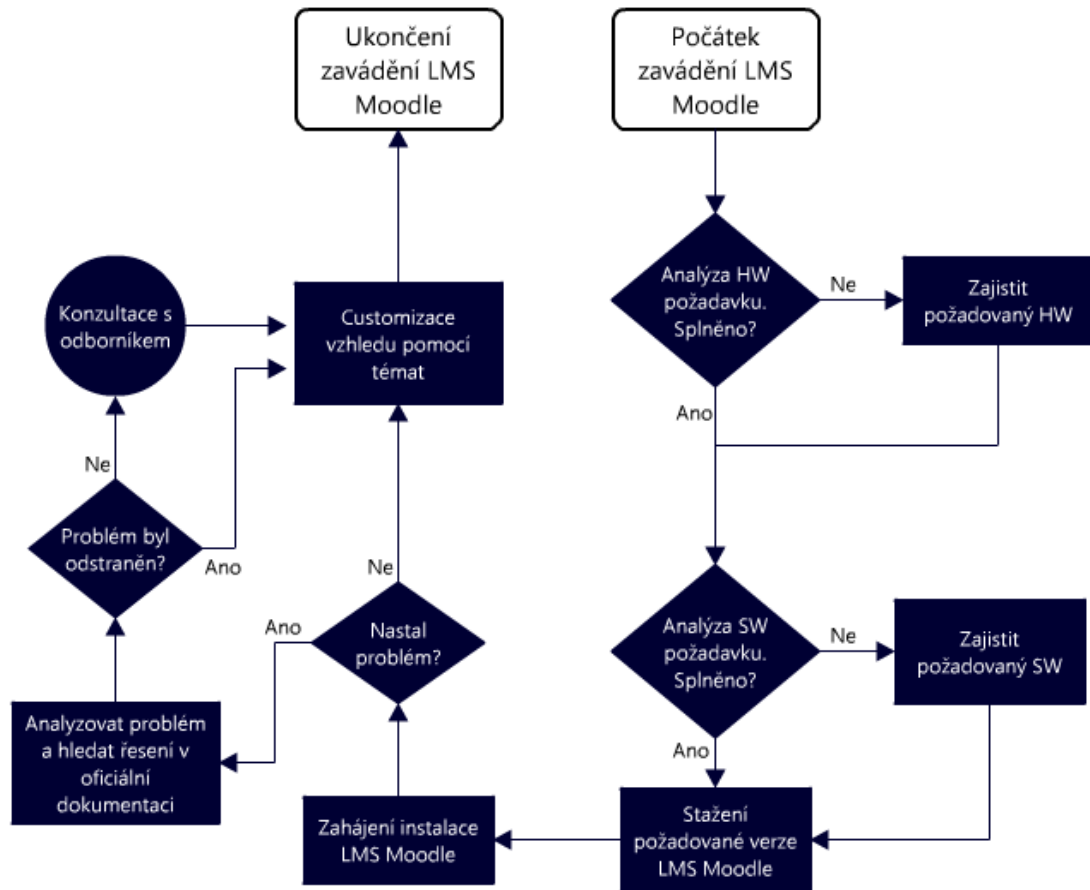 Ukončení
zavádění LMS
Moodle
Počátek
zavádění LMS
Moodle
Analýza HW
požadavku.
Splněno?
Ne
Zajistit
požadovaný HW
Ano
Konzultace s
odborníkem
Customizace
vzhledu pomocí
témat
Ne
Problém byl
odstraněn?
Ano
Ne
Nastal
problém?
Ano
Analýza SW
požadavku.
Splněno?
Ne
Zajistit
požadovaný SW
Ano
Analyzovat problém
a hledat řesení v
oficiální
dokumentaci
Zahájení instalace
LMS Moodle
Stažení
požadované verze
LMS Moodle